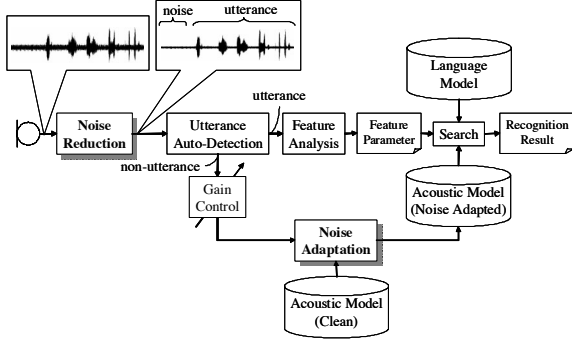 noise
utterance
Language
Model
utterance
Noise
Reduction
Utterance
Auto-Detection
Feature
Analysis
Feature
Parameter
Search
Recognition
Result
non-utterance
Gain
Control
Acoustic Model
(Noise Adapted)
Noise
Adaptation
Acoustic Model
(Clean)